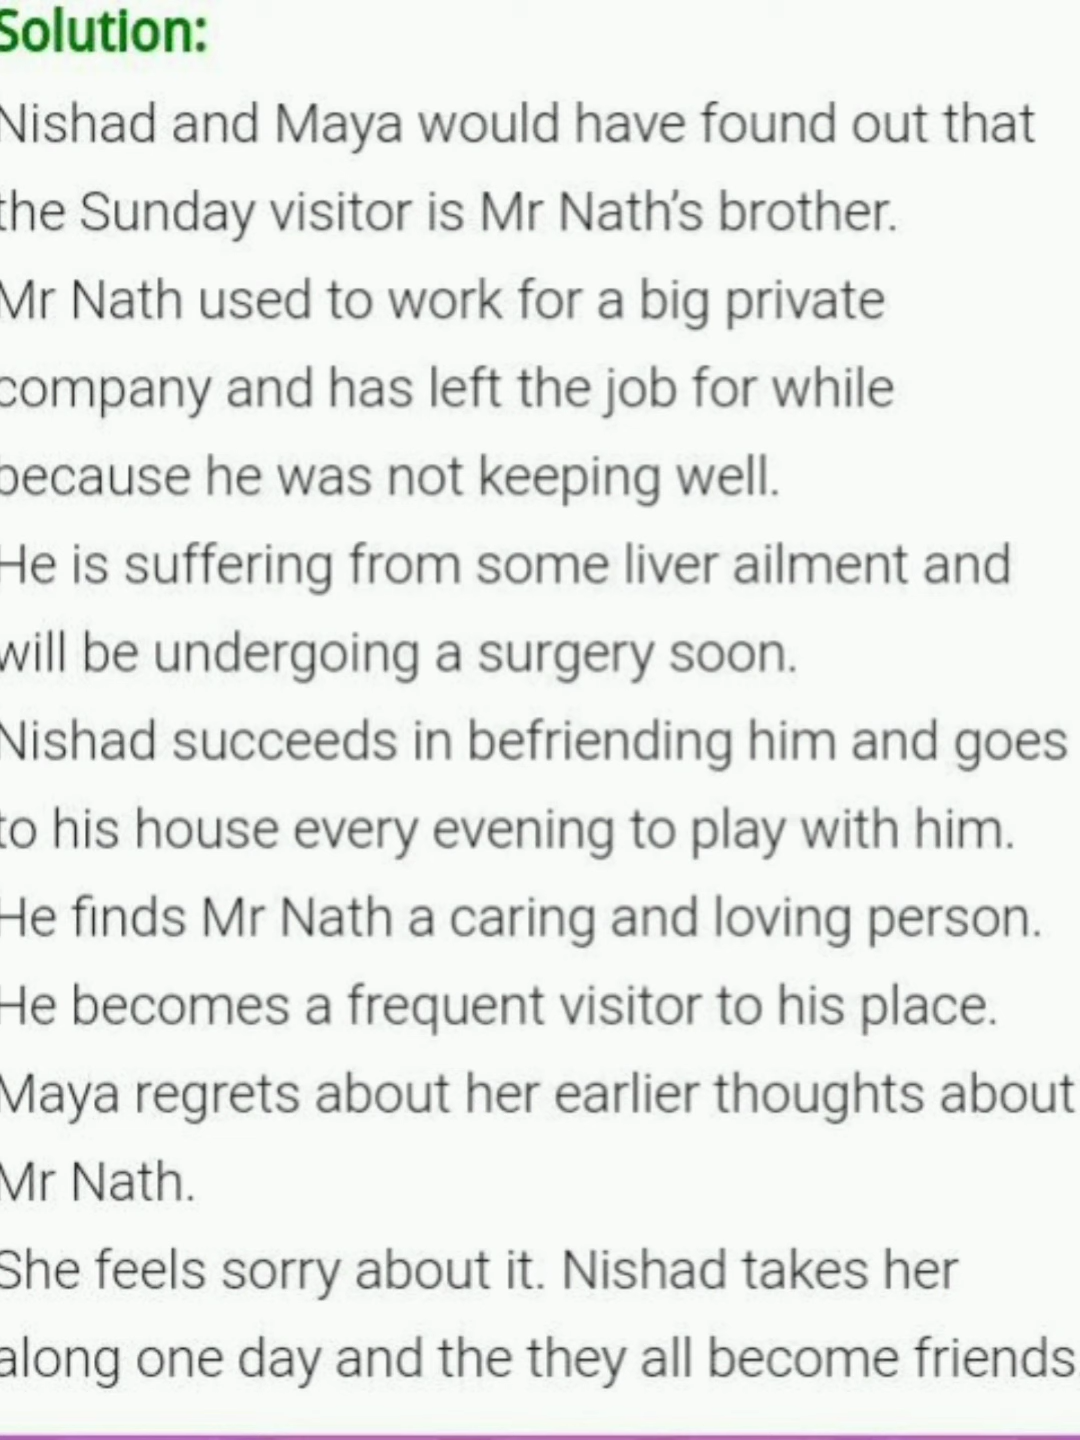 Solution:
Nishad and Maya would have found out that
the Sunday visitor is Mr Nath's brother.
Mr Nath used to work for a big private
company and has left the job for while
because he was not keeping well.
He is suffering from some liver ailment and
will be undergoing a surgery soon.
Nishad succeeds in befriending him and goes
to his house every evening to play with him.
He finds Mr Nath a caring and loving person.
He becomes a frequent visitor to his place.
Maya regrets about her earlier thoughts about
Mr Nath.
She feels sorry about it. Nishad takes her
along one day and the they all become friends.